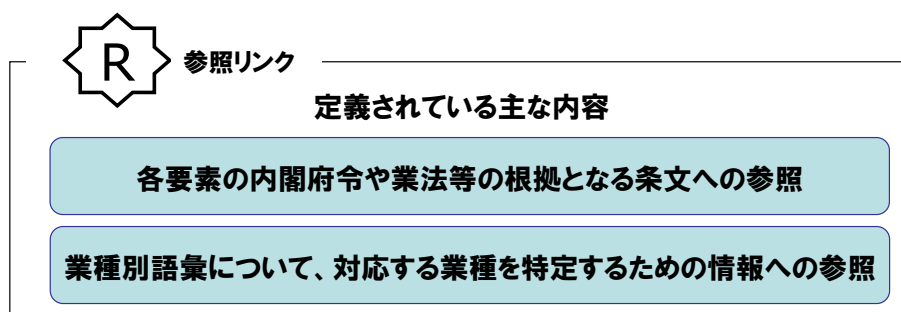 R 参照リンク
定義されている主な内容
各要素の内閣府令や業法等の根拠となる条文への参照
業種別語彙について、対応する業種を特定するための情報への参照